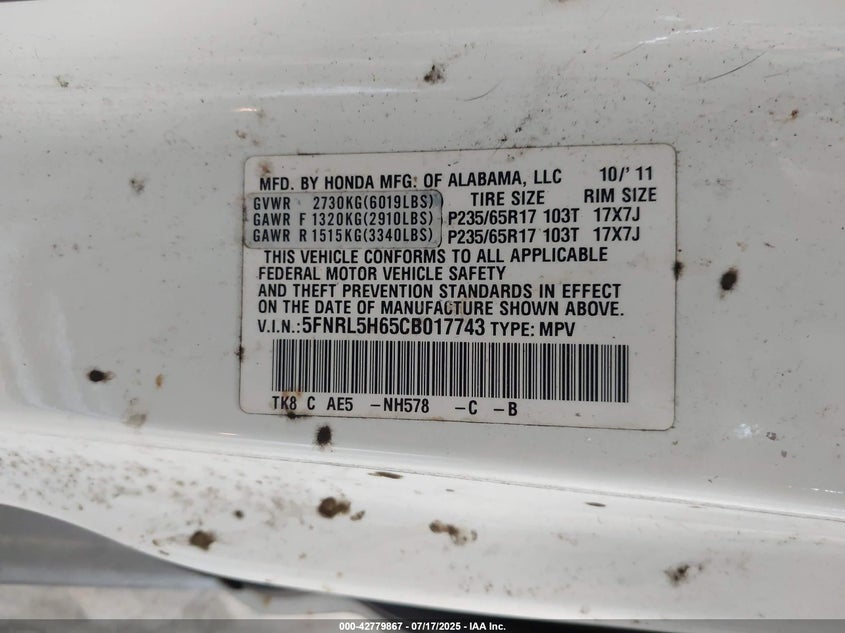 MFD. BY HONDA MFG. OF ALABAMA, LLC 10/'11
GVWR 2730KG(6019LBS) TIRE SIZE RIM SIZE
GAWR F 1320KG(2910LBS) P235/65R17 103T 17X7J
GAWR R 1515KG(3340LBS) P235/65R17 103T 17X7J
THIS VEHICLE CONFORMS TO ALL APPLICABLE
FEDERAL MOTOR VEHICLE SAFETY
AND THEFT PREVENTION STANDARDS IN EFFECT
ON THE DATE OF MANUFACTURE SHOWN ABOVE.
V.I.N.:5FNRL5H65CB017743 TYPE: MPV
TK8 C AE5 -NH578 -C -B
000-42779867 - 07/17/2025 - IAA Inc.